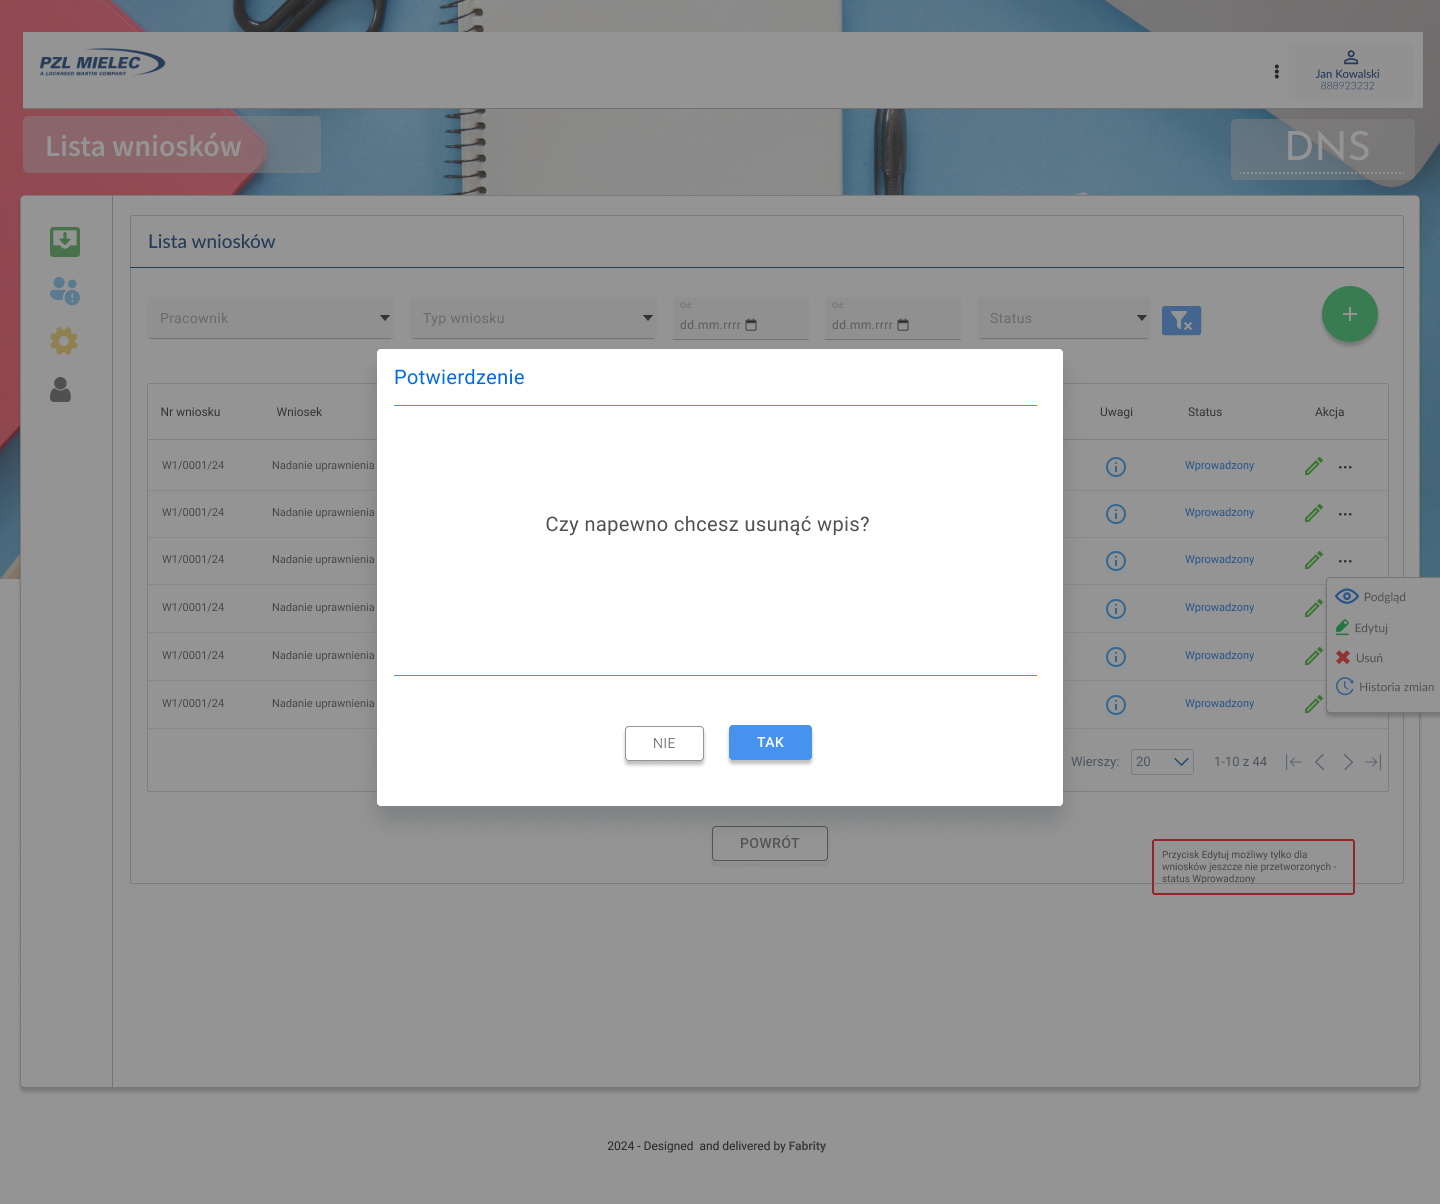 PZL MIELEC
A LOCKHEED MARTIN COMPANY
Jan Kowalski
888923232
Lista wniosków
DNS
Lista wniosków
Pracownik
Typ wniosku
Od:
dd.mm.rrrr
Od:
dd.mm.rrrr
Status
Potwierdzenie
Nr wniosku Wniosek Uwagi Status Akcja
W1/0001/24 Nadanie uprawnienia Wprowadzony
W1/0001/24 Nadanie uprawnienia Wprowadzony
Czy napewno chcesz usunąć wpis?
W1/0001/24 Nadanie uprawnienia Wprowadzony
Podgląd
W1/0001/24 Nadanie uprawnienia Wprowadzony
Edytuj
W1/0001/24 Nadanie uprawnienia Wprowadzony
Usuń
Historia zmian
W1/0001/24 Nadanie uprawnienia Wprowadzony
NIE TAK
Wierszy: 20 1-10 z 44
POWRÓT
Przycisk Edytuj możliwy tylko dla
wniosków jeszcze nie przetworzonych -
status Wprowadzony
2024 - Designed and delivered by Fabrity